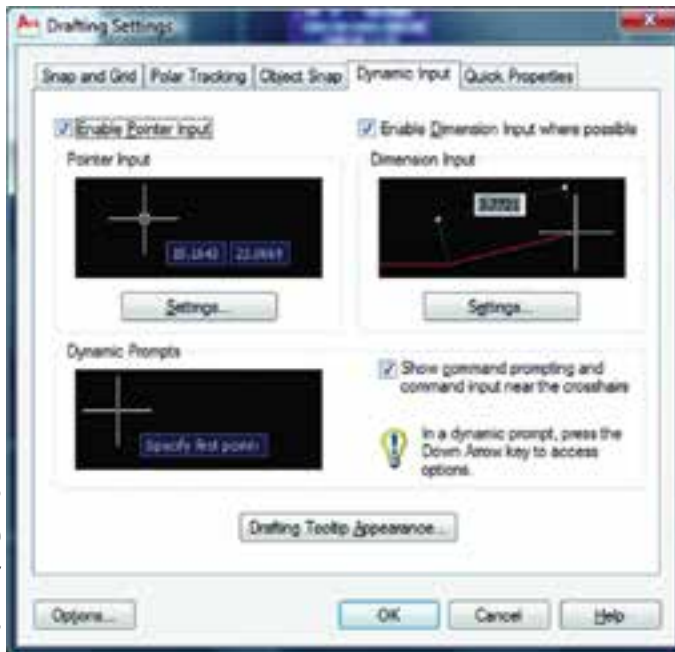 Drafting Settings
Snap and Grid Polar Tracking Object Snap Dynamic Input Quick Properties
Enable Pointer Input
Enable Dimension Input where possible
Pointer Input
Dimension Input
Settings...
Settings...
Dynamic Prompts
Show command prompting and
command input near the crosshairs
Specify first point:
In a dynamic prompt, press the
Down Arrow key to access
options.
Drafting Tooltip Appearance...
Options... OK Cancel Help